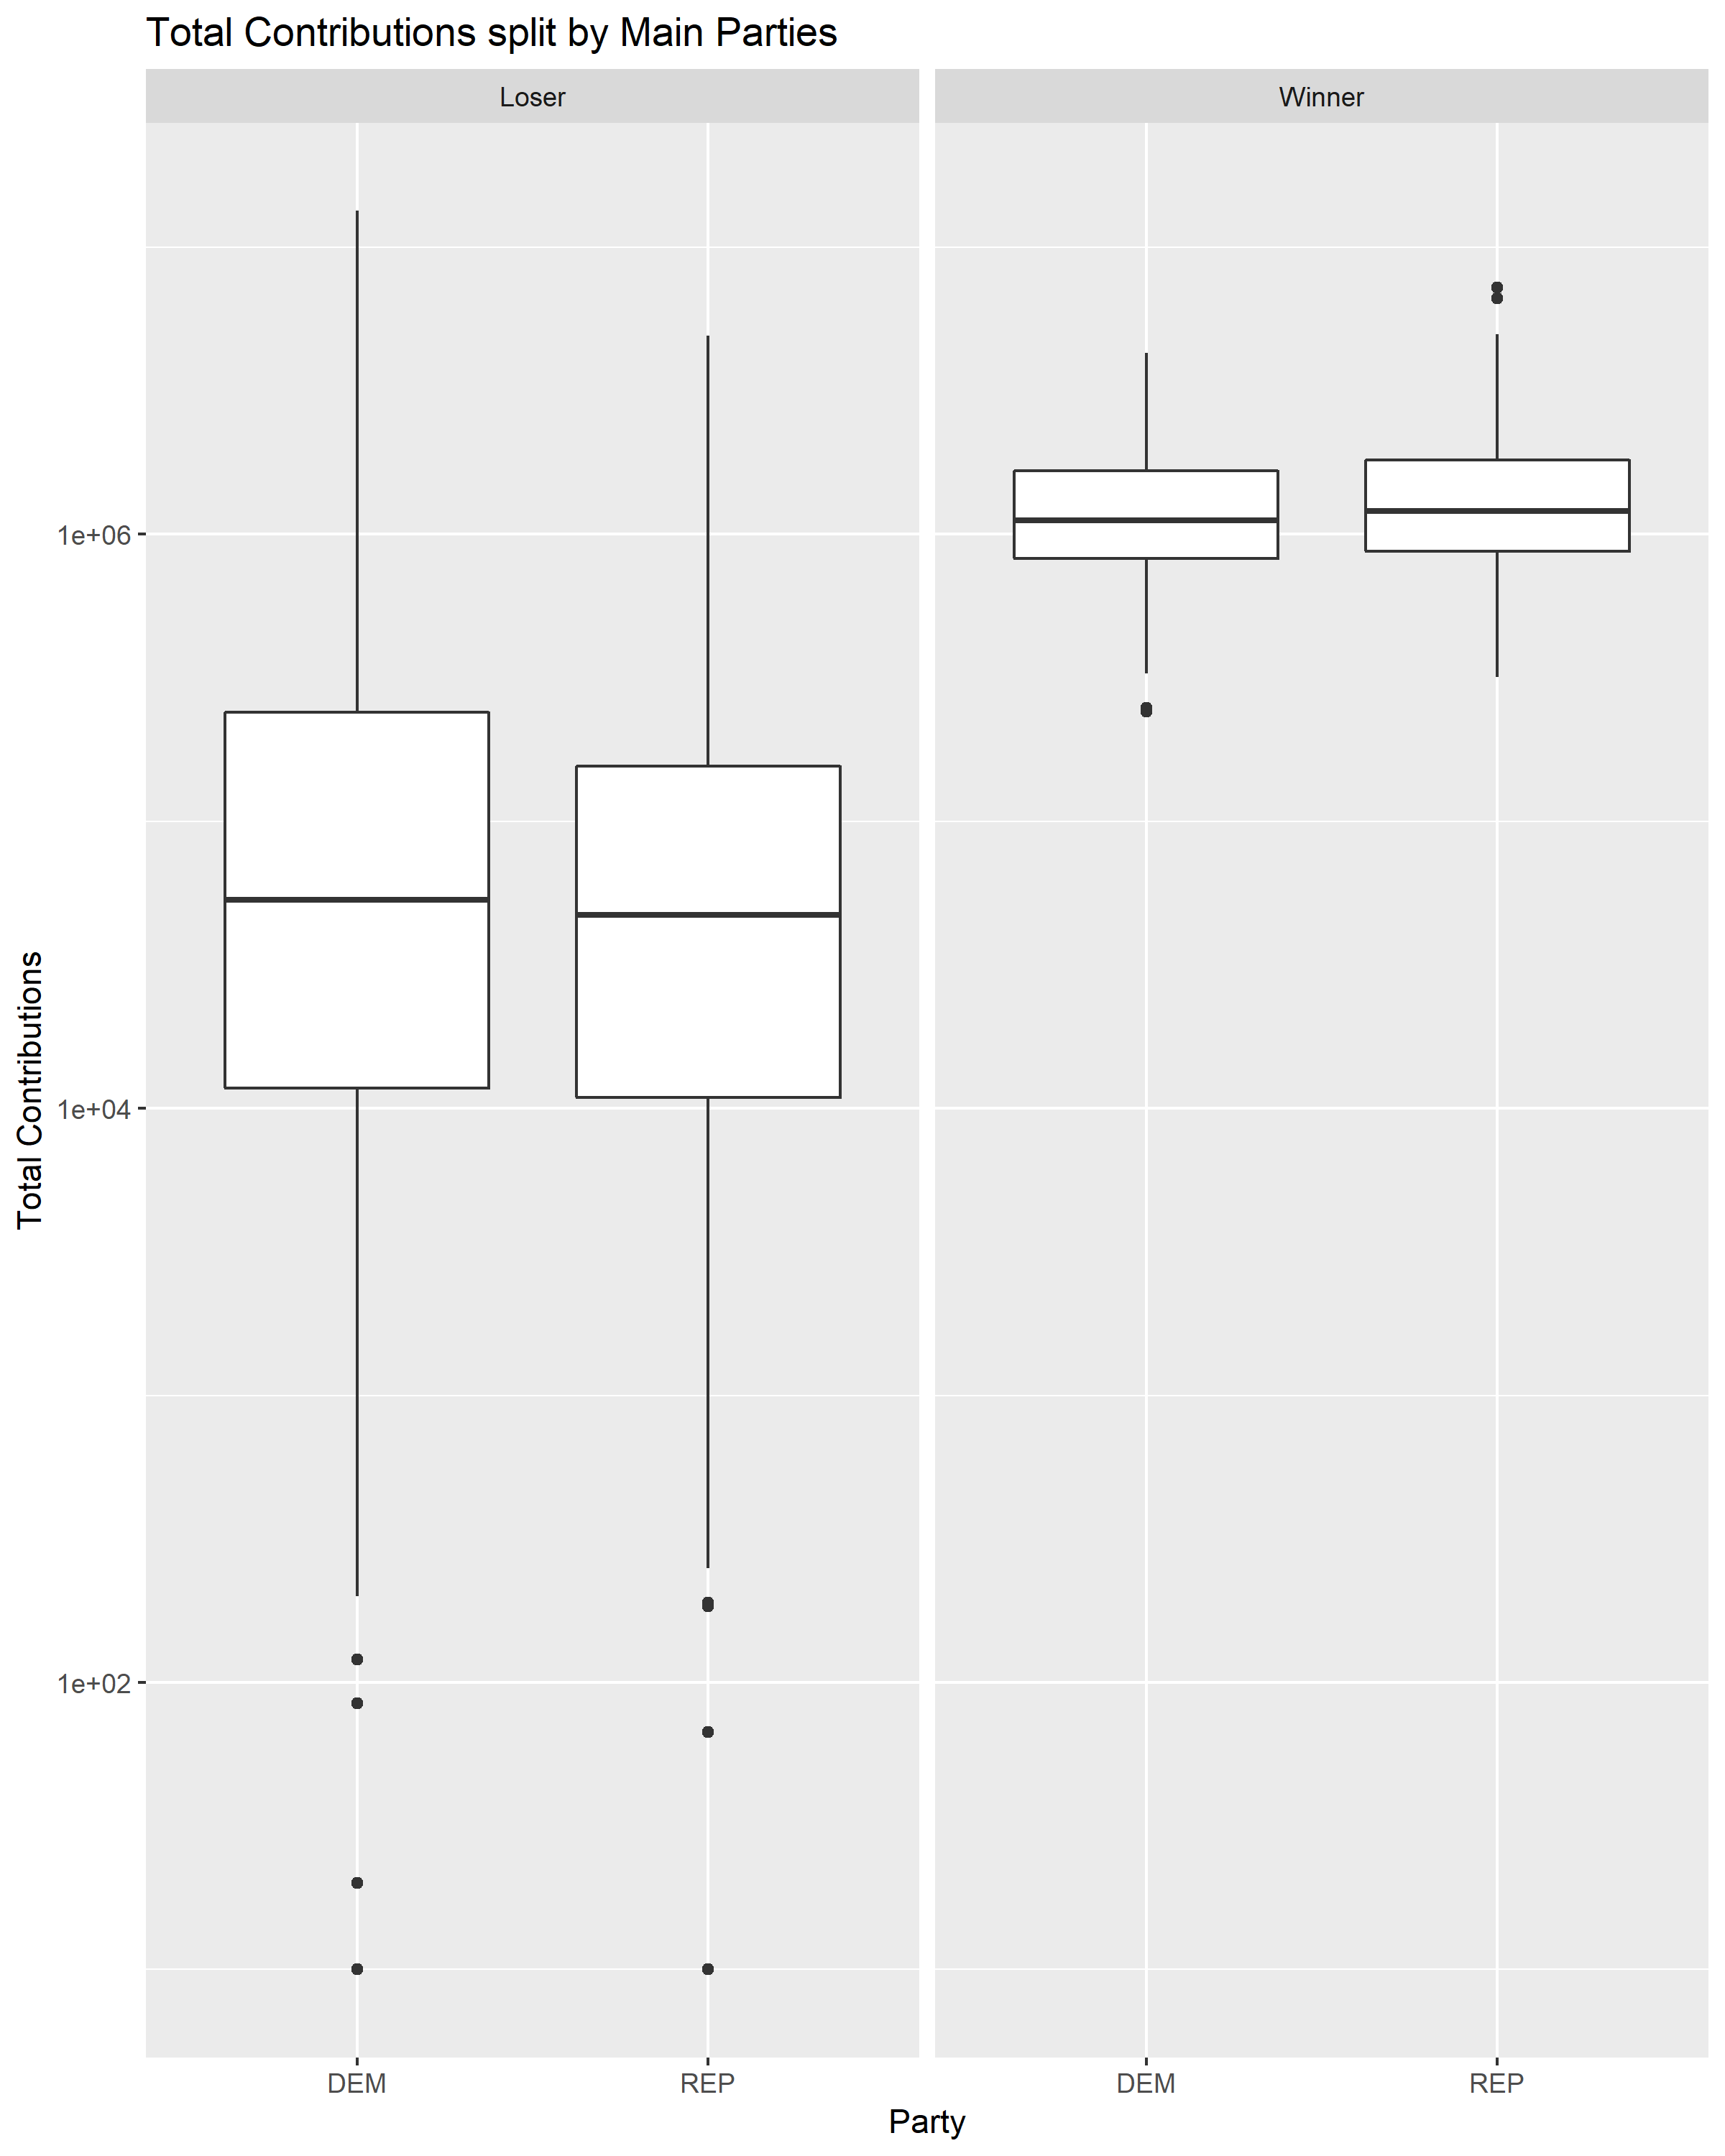 Total Contributions split by Main Parties
Loser
Winner
Total Contributions
1e+06
1e+04
1e+02
DEM
REP
DEM
REP
Party